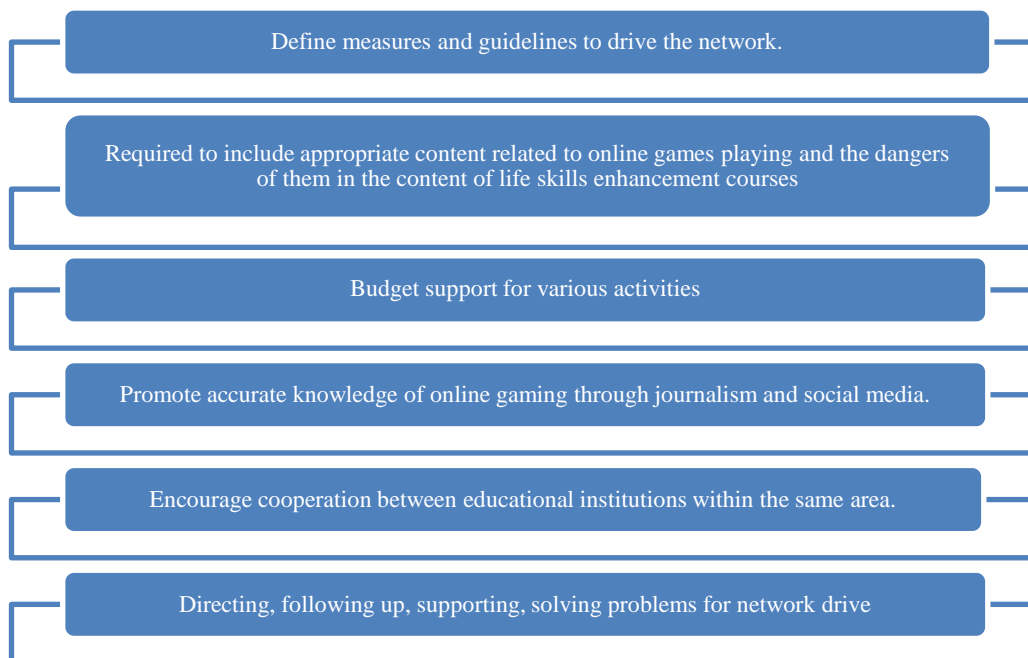 Define measures and guidelines to drive the network.
Required to include appropriate content related to online games playing and the dangers
of them in the content of life skills enhancement courses
Budget support for various activities
Promote accurate knowledge of online gaming through journalism and social media.
Encourage cooperation between educational institutions within the same area.
Directing, following up, supporting, solving problems for network drive